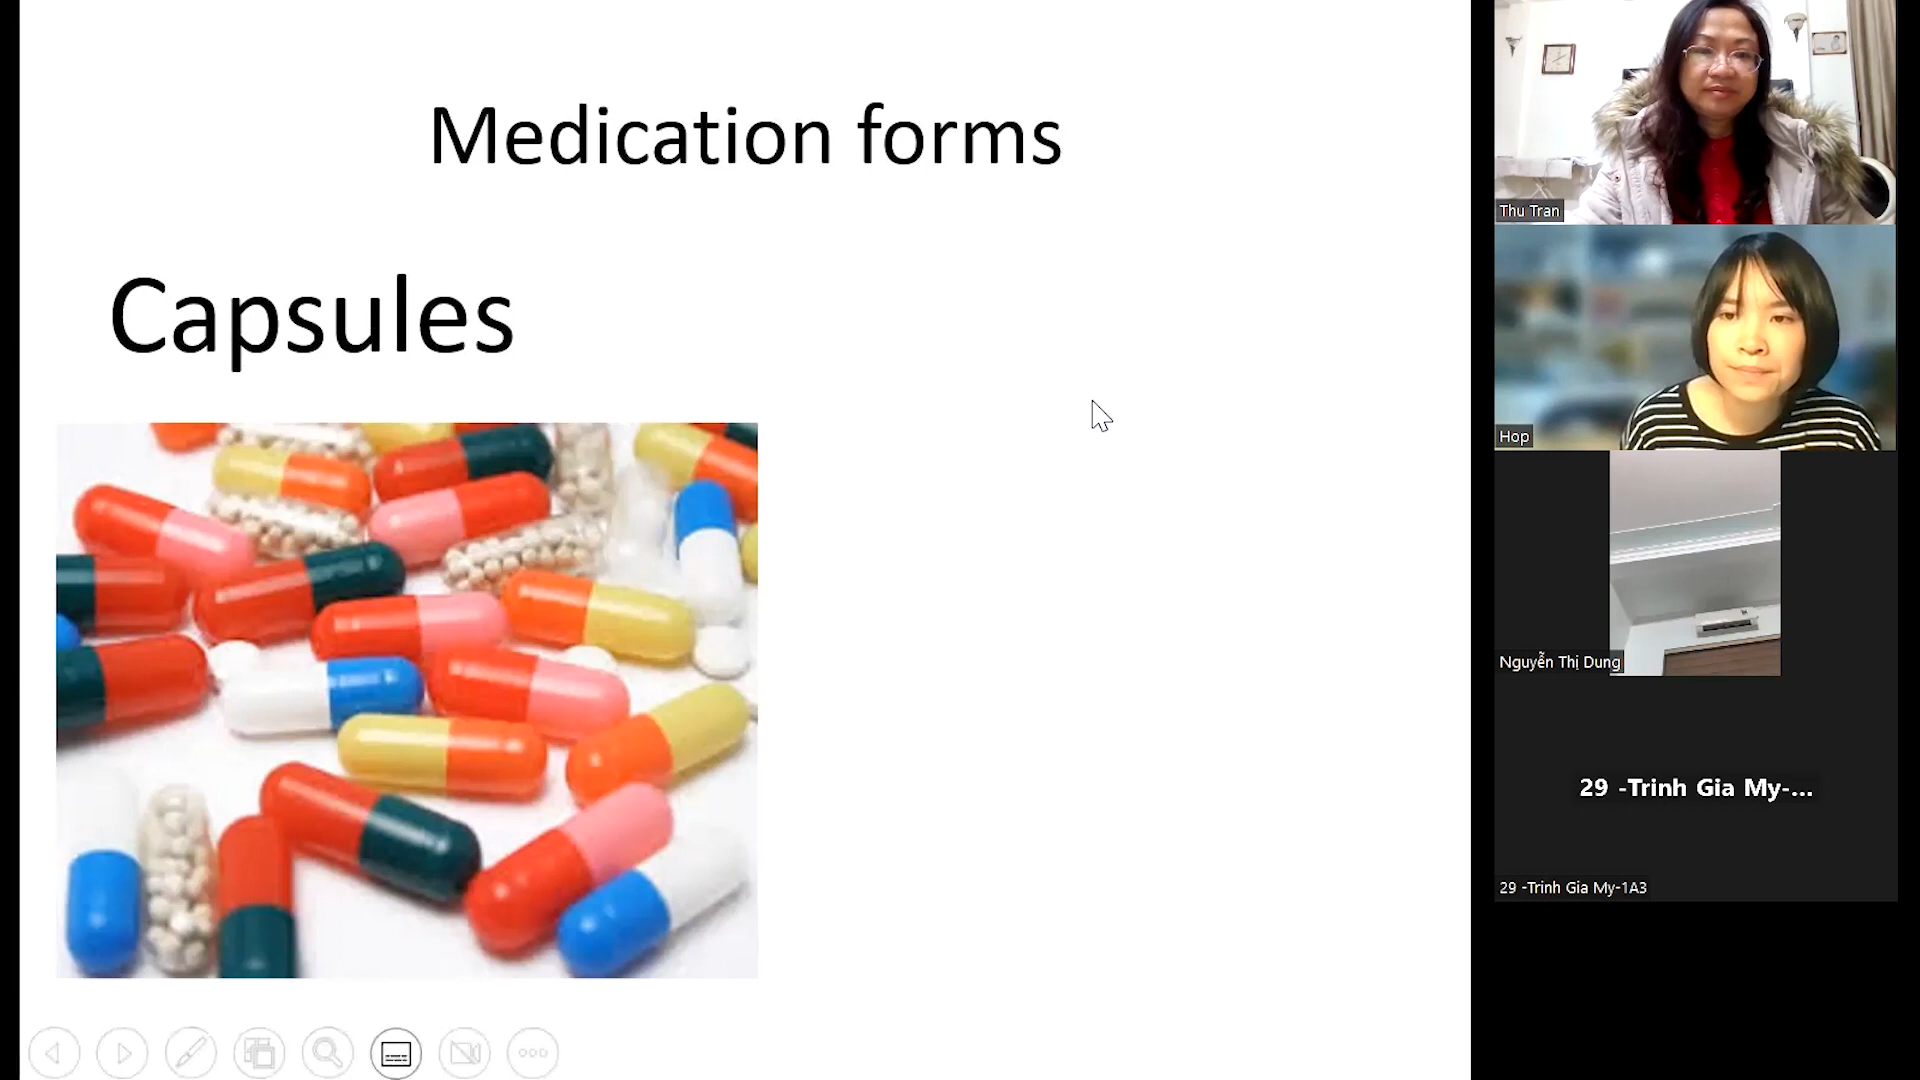 Medication forms
Capsules
Thu Tran
Hop
Nguyễn Thị Dung
29 -Trinh Gia My-...
29 -Trinh Gia My-1A3